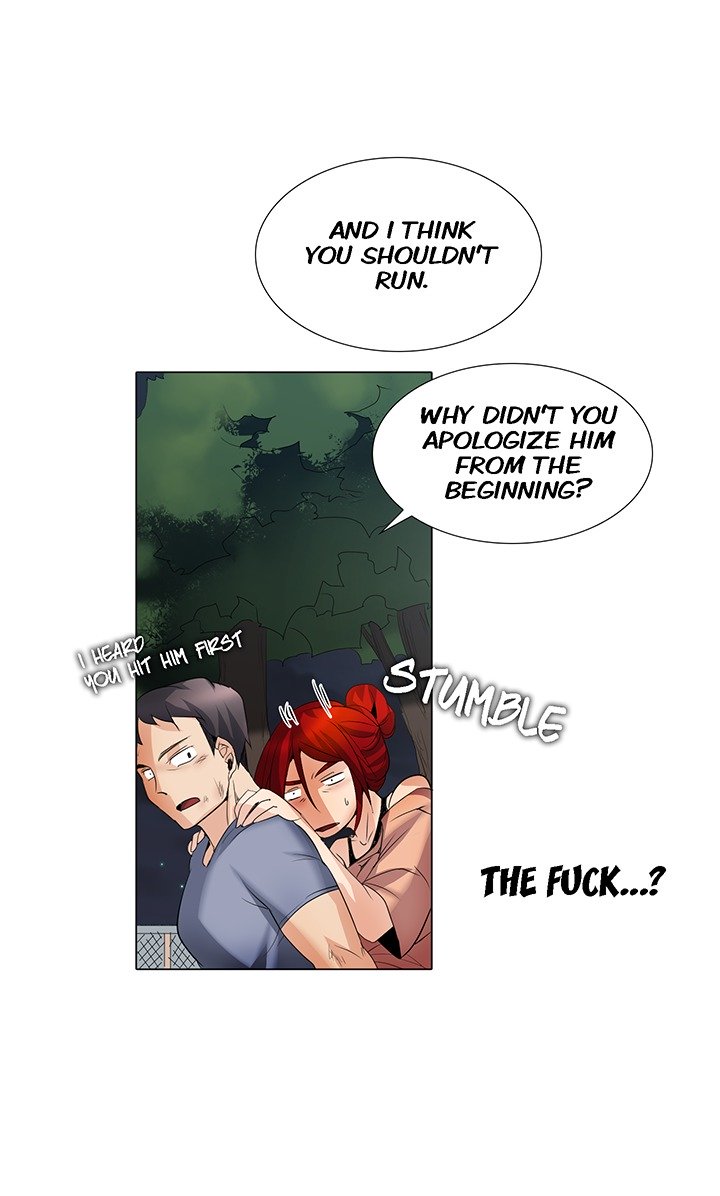 AND I THINK
YOU SHOULDN'T
RUN.
WHY DIDN'T YOU
APOLOGIZE HIM
FROM THE
BEGINNING?
I HEARD
YOU HIT HIM FIRST
STUMBLE
THE FUCK...?